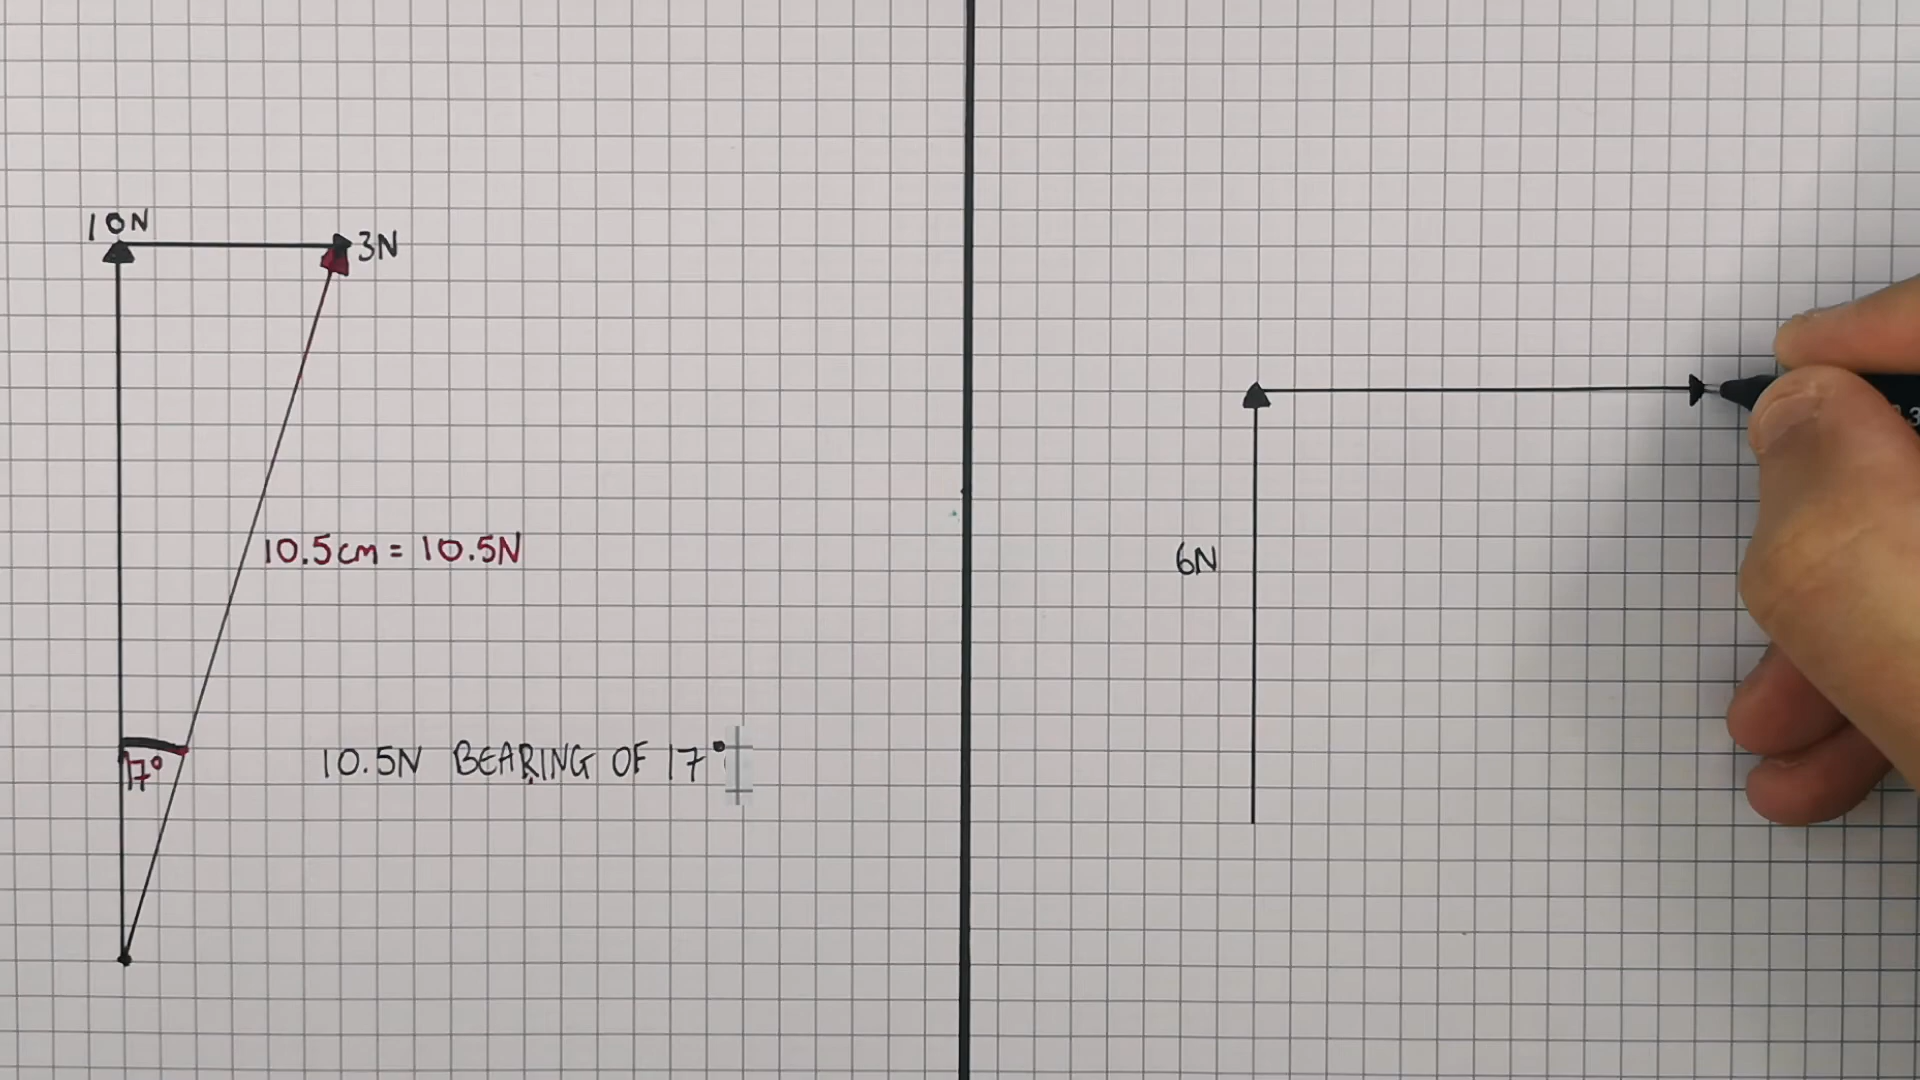 10N
3N
10.5cm = 10.5N
17°
10.5N BEARING OF 17°
6N